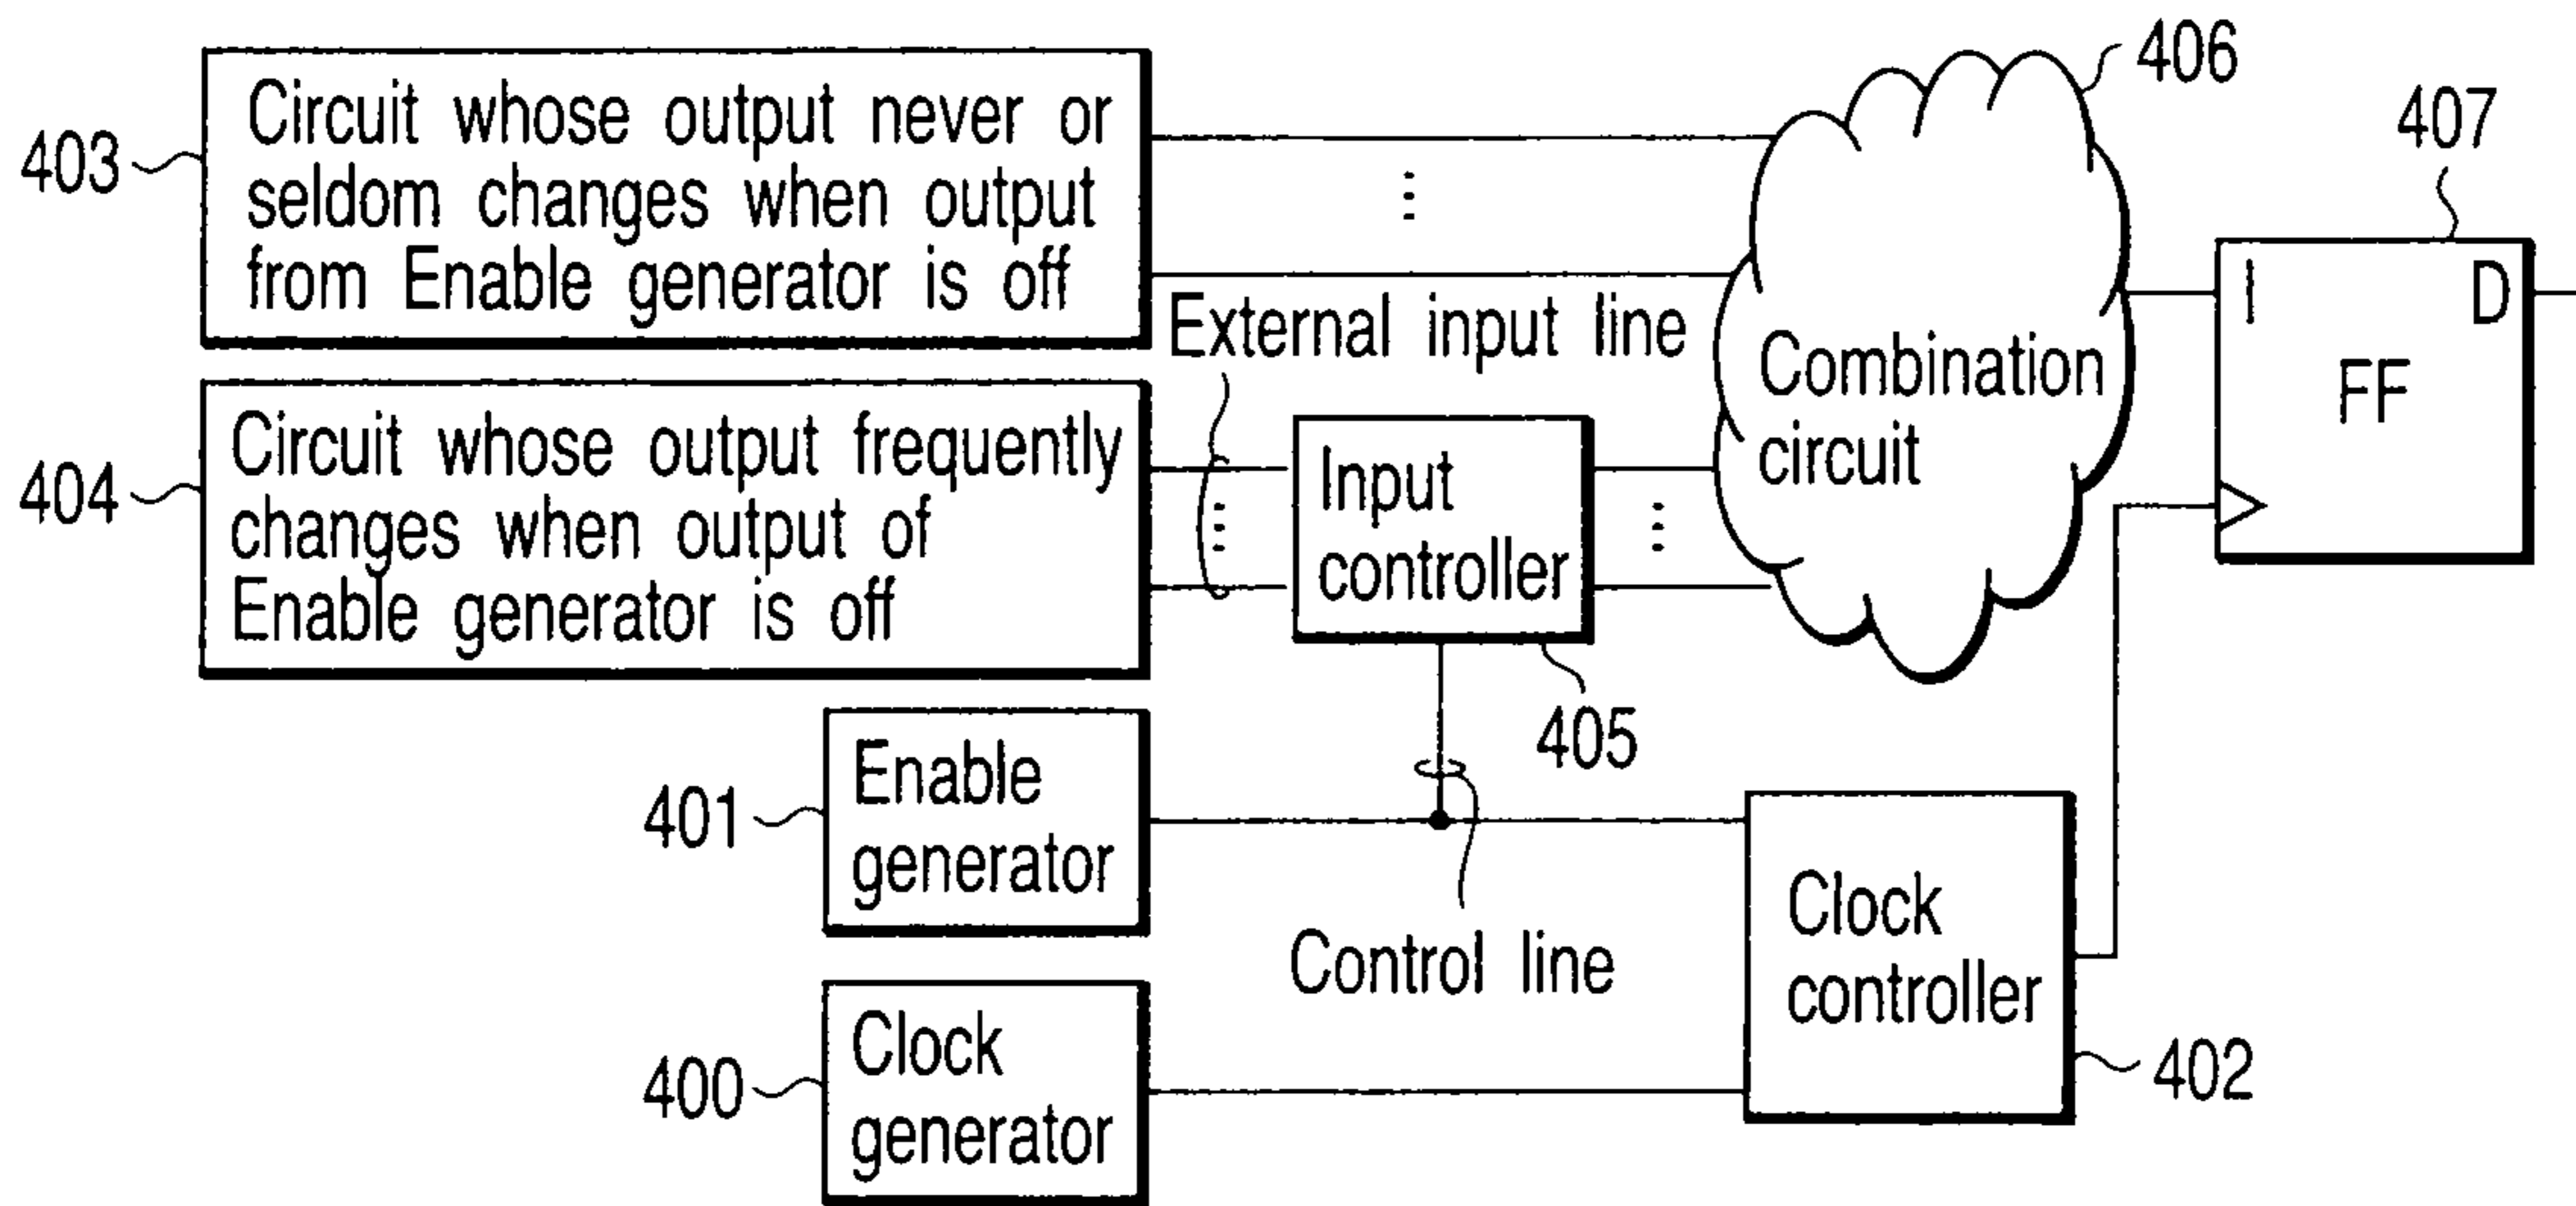 406
Circuit whose output never or
seldom changes when output
from Enable generator is off
403
407
I
D
FF
External input line
Combination
circuit
Circuit whose output frequently
changes when output of
Enable generator is off
404
Input
controller
405
Enable
generator
401
Control line
Clock
controller
402
Clock
generator
400